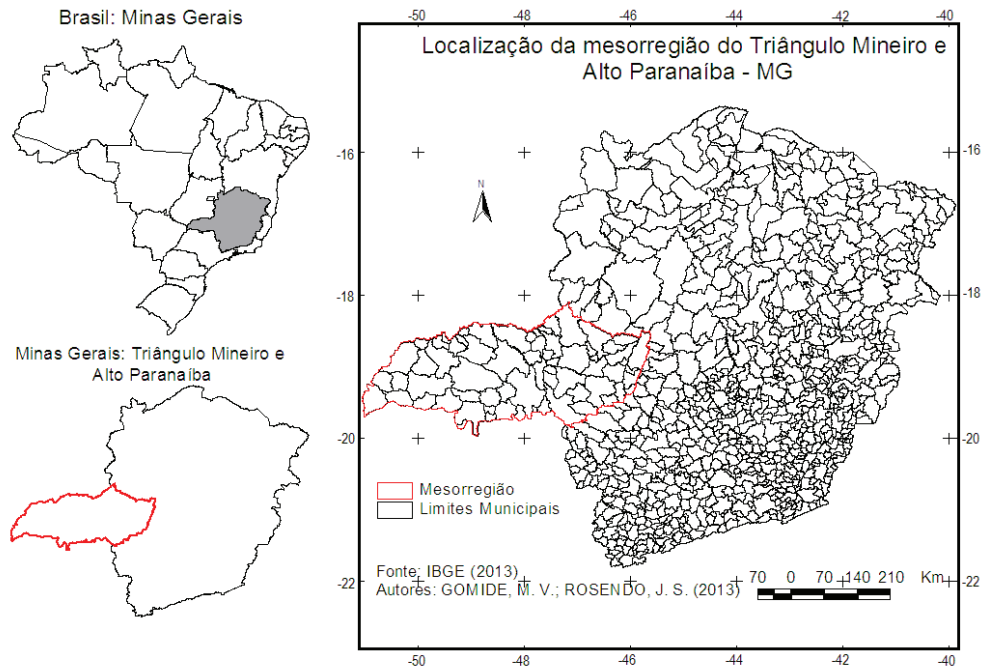 Brasil: Minas Gerais
Minas Gerais: Triângulo Mineiro e
Alto Paranaíba
-50 -48 -46 -44 -42 -40
Localização da mesorregião do Triângulo Mineiro e
Alto Paranaíba - MG
N
-16 -16
-18 -18
-20 -20
-22 -22
Mesorregião
Limites Municipais
Fonte: IBGE (2013)
Autores: GOMIDE, M. V.; ROSENDO, J. S. (2013)
70 0 70 140 210 Km
-50 -48 -46 -44 -42 -40